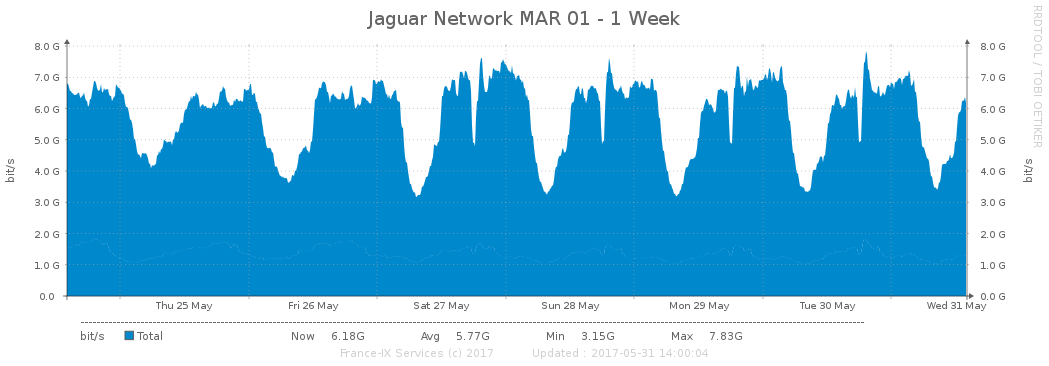 Jaguar Network MAR 01 - 1 Week
RRDTOOL / TOBI OETIKER
bit/s
bit/s
8.0 G 8.0 G
7.0 G 7.0 G
6.0 G 6.0 G
5.0 G 5.0 G
4.0 G 4.0 G
3.0 G 3.0 G
2.0 G 2.0 G
1.0 G 1.0 G
0.0 0.0 G
Thu 25 May Fri 26 May Sat 27 May Sun 28 May Mon 29 May Tue 30 May Wed 31 May
bit/s Total Now 6.18G Avg 5.77G Min 3.15G Max 7.83G
France-IX Services (c) 2017 Updated : 2017-05-31 14:00:04